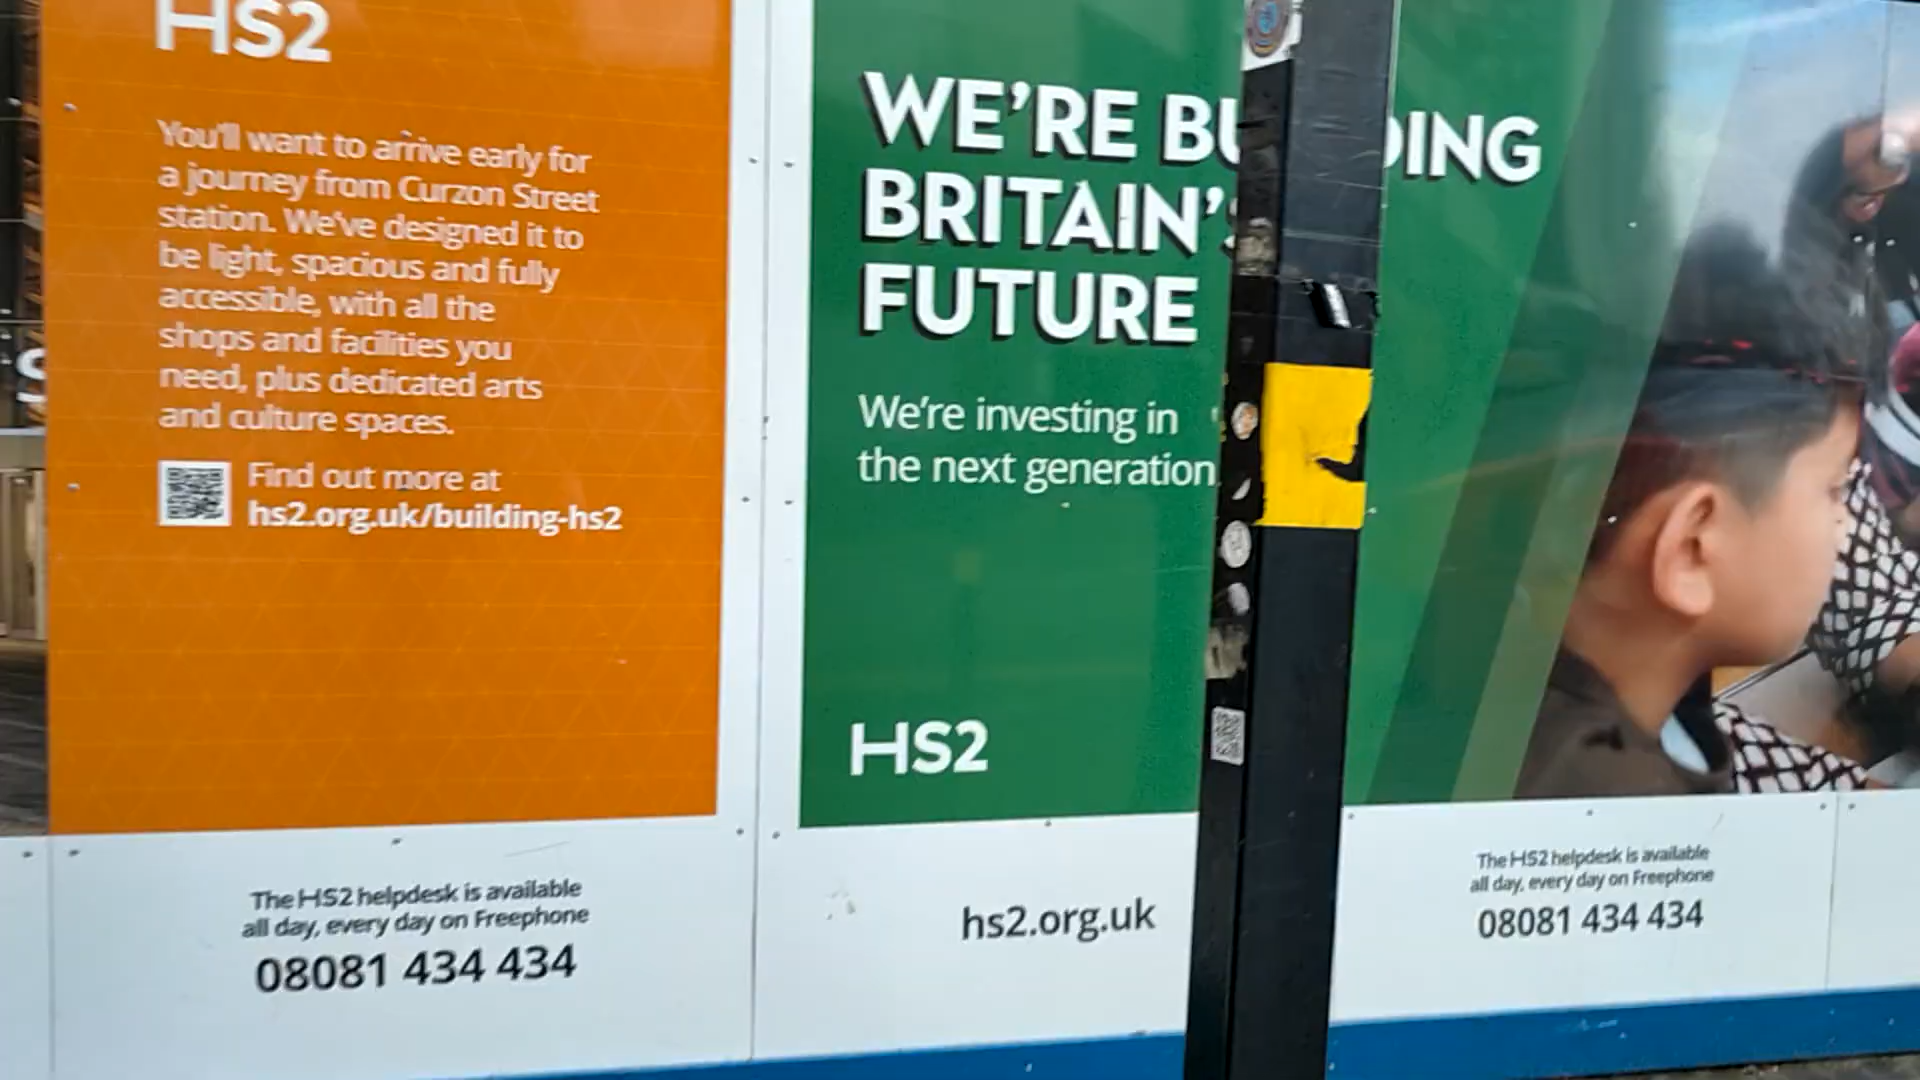 HS2
You'll want to arrive early for
a journey from Curzon Street
station. We've designed it to
be light, spacious and fully
accessible, with all the
shops and facilities you
need, plus dedicated arts
and culture spaces.
Find out more at
hs2.org.uk/building-hs2
The HS2 helpdesk is available
all day, every day on Freephone
08081 434 434
WE'RE BU DING
BRITAIN'S
FUTURE
We're investing in
the next generation
HS2
hs2.org.uk
The HS2 helpdesk is available
all day, every day on Freephone
08081 434 434